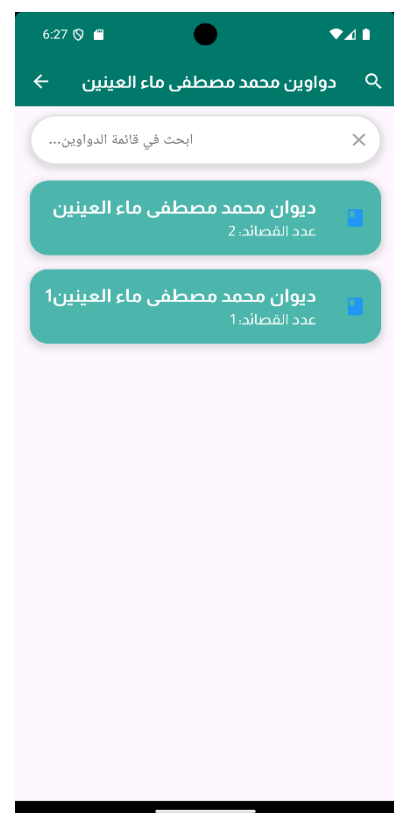 6:27
دواوين محمد مصطفى ماء العينين
ابحث في قائمة الدواوين...
ديوان محمد مصطفى ماء العينين
عدد القصائد: 2
ديوان محمد مصطفى ماء العينين1
عدد القصائد: 1